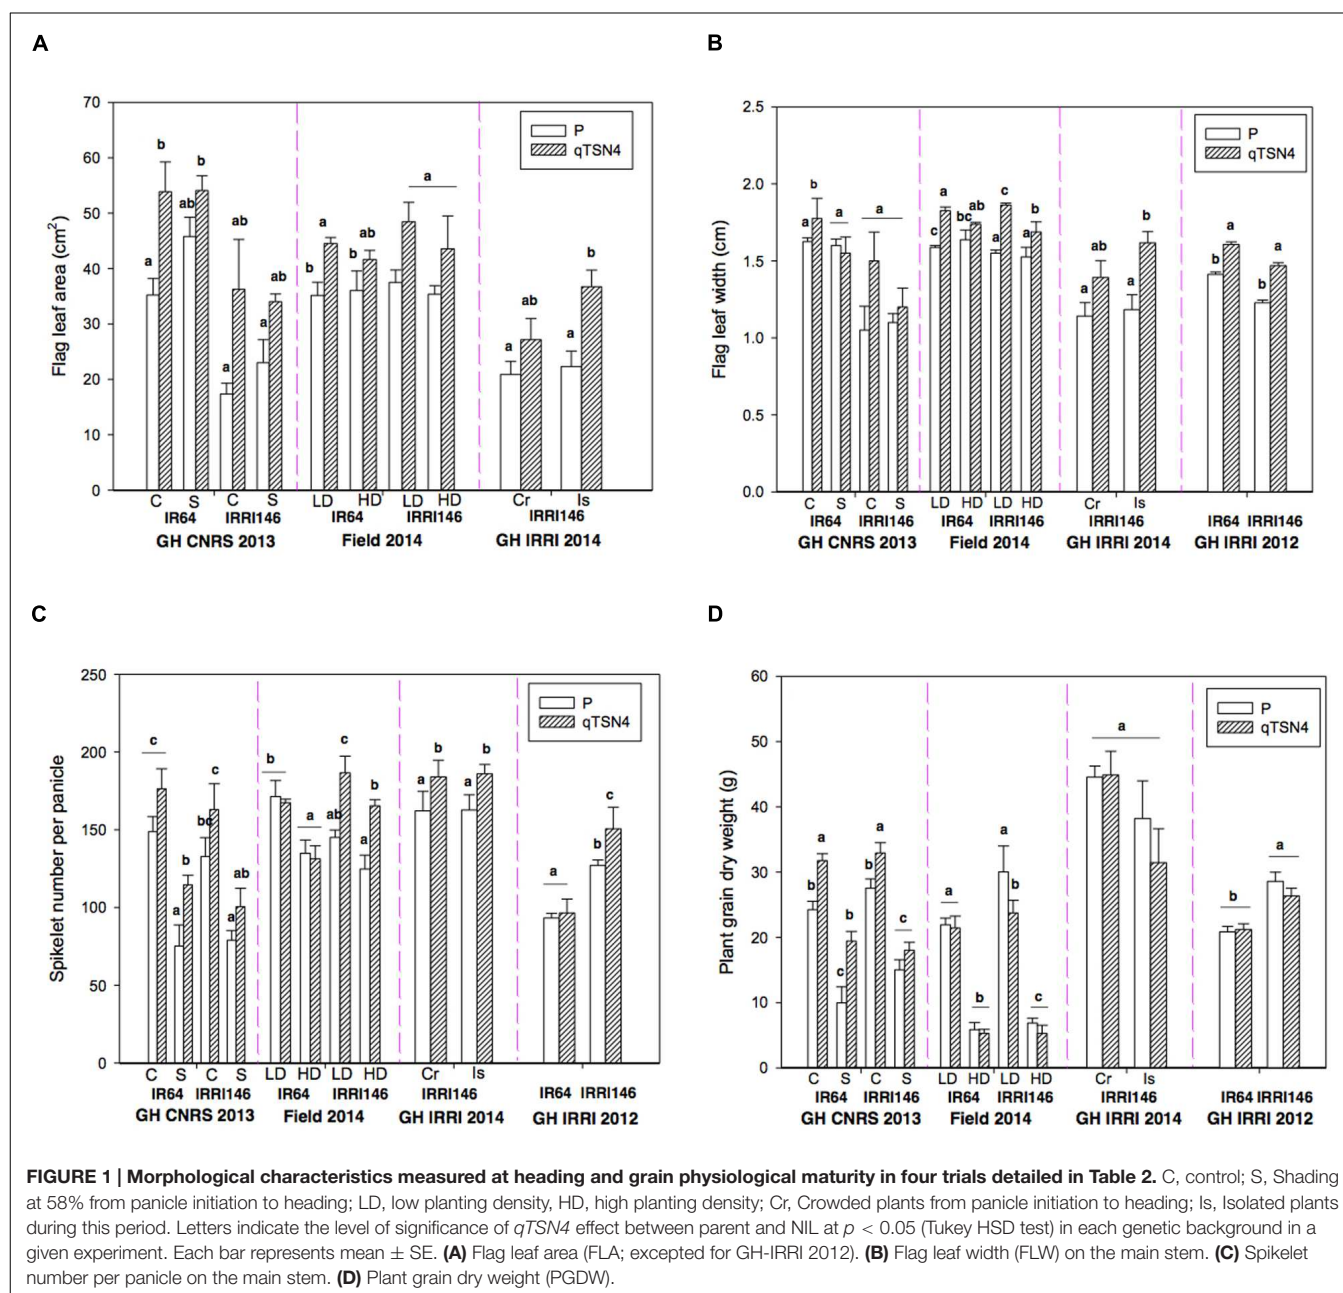 A
70
60
50
40
30
20
10
0
Flag leaf area (cm2)
P
qTSN4
a b ab b a ab a ab
b a b a a
a ab a b
C S C S LD HD LD HD Cr Is
IR64 IRRI146 IR64 IRRI146 IRRI146
GH CNRS 2013 Field 2014 GH IRRI 2014
B
2.5
2.0
1.5
1.0
0.5
0.0
Flag leaf width (cm)
P
qTSN4
a b a a
c a bc ab a c a b
a ab a b
b a b a
C S C S LD HD LD HD Cr Is
IR64 IRRI146 IR64 IRRI146 IRRI146 IR64 IRRI146
GH CNRS 2013 Field 2014 GH IRRI 2014 GH IRRI 2012
C
250
200
150
100
50
0
Spikelet number per panicle
P
qTSN4
c a b bc c a ab
b a ab c a b
a b a b
a b c
C S C S LD HD LD HD Cr Is
IR64 IRRI146 IR64 IRRI146 IRRI146 IR64 IRRI146
GH CNRS 2013 Field 2014 GH IRRI 2014 GH IRRI 2012
D
60
50
40
30
20
10
0
Plant grain dry weight (g)
P
qTSN4
b a c b b a c
a b a b c
a
b a
C S C S LD HD LD HD Cr Is
IR64 IRRI146 IR64 IRRI146 IRRI146 IR64 IRRI146
GH CNRS 2013 Field 2014 GH IRRI 2014 GH IRRI 2012
FIGURE 1 | Morphological characteristics measured at heading and grain physiological maturity in four trials detailed in Table 2. C, control; S, Shading
at 58% from panicle initiation to heading; LD, low planting density, HD, high planting density; Cr, Crowded plants from panicle initiation to heading; Is, Isolated plants
during this period. Letters indicate the level of significance of qTSN4 effect between parent and NIL at p < 0.05 (Tukey HSD test) in each genetic background in a
given experiment. Each bar represents mean ± SE. (A) Flag leaf area (FLA; excepted for GH-IRRI 2012). (B) Flag leaf width (FLW) on the main stem. (C) Spikelet
number per panicle on the main stem. (D) Plant grain dry weight (PGDW).